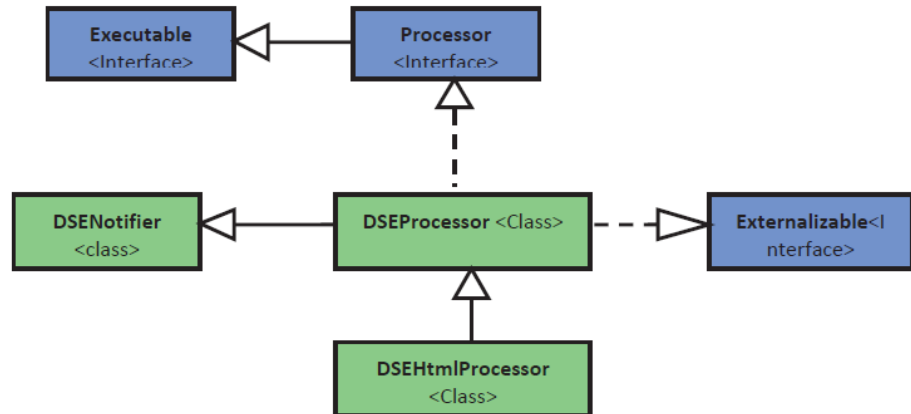 Executable
<Interface>
Processor
<Interface>
DSENotifier
<class>
DSEProcessor <Class>
Externalizable<I
nterface>
DSEHtmlProcessor
<Class>